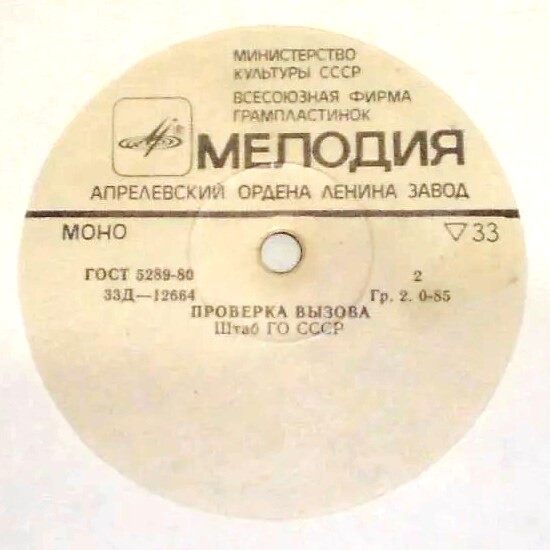 МИНИСТЕРСТВО
КУЛЬТУРЫ СССР
ВСЕСОЮЗНАЯ ФИРМА
ГРАМПЛАСТИНОК
МЕЛОДИЯ
АПРЕЛЕВСКИЙ ОРДЕНА ЛЕНИНА ЗАВОД
МОНО ▽33
ГОСТ 5289-80 2
33Д—12664 Гр. 2. 0-85
ПРОВЕРКА ВЫЗОВА
Штаб ГО СССР